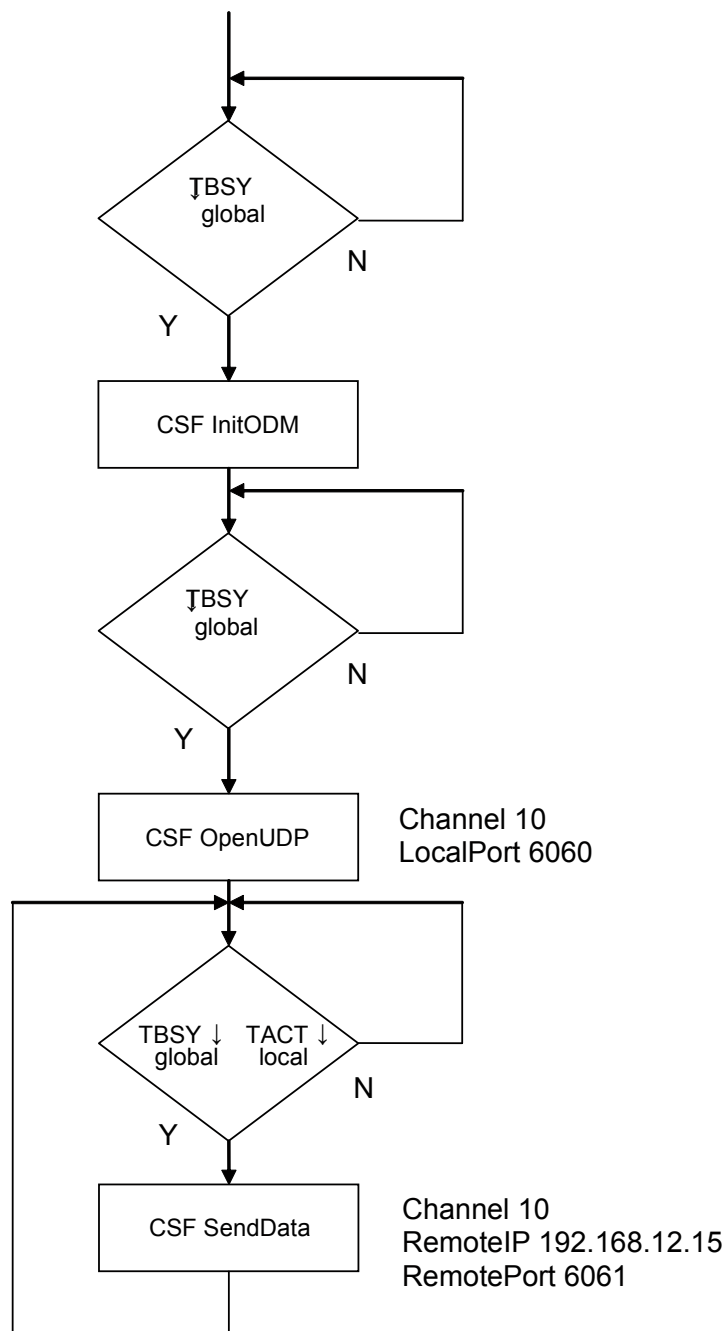 ↓TBSY
global
N
Y
CSF InitODM
↓TBSY
global
N
Y
CSF OpenUDP
Channel 10
LocalPort 6060
TBSY ↓ TACT ↓
global local
N
Y
CSF SendData
Channel 10
RemoteIP 192.168.12.15
RemotePort 6061